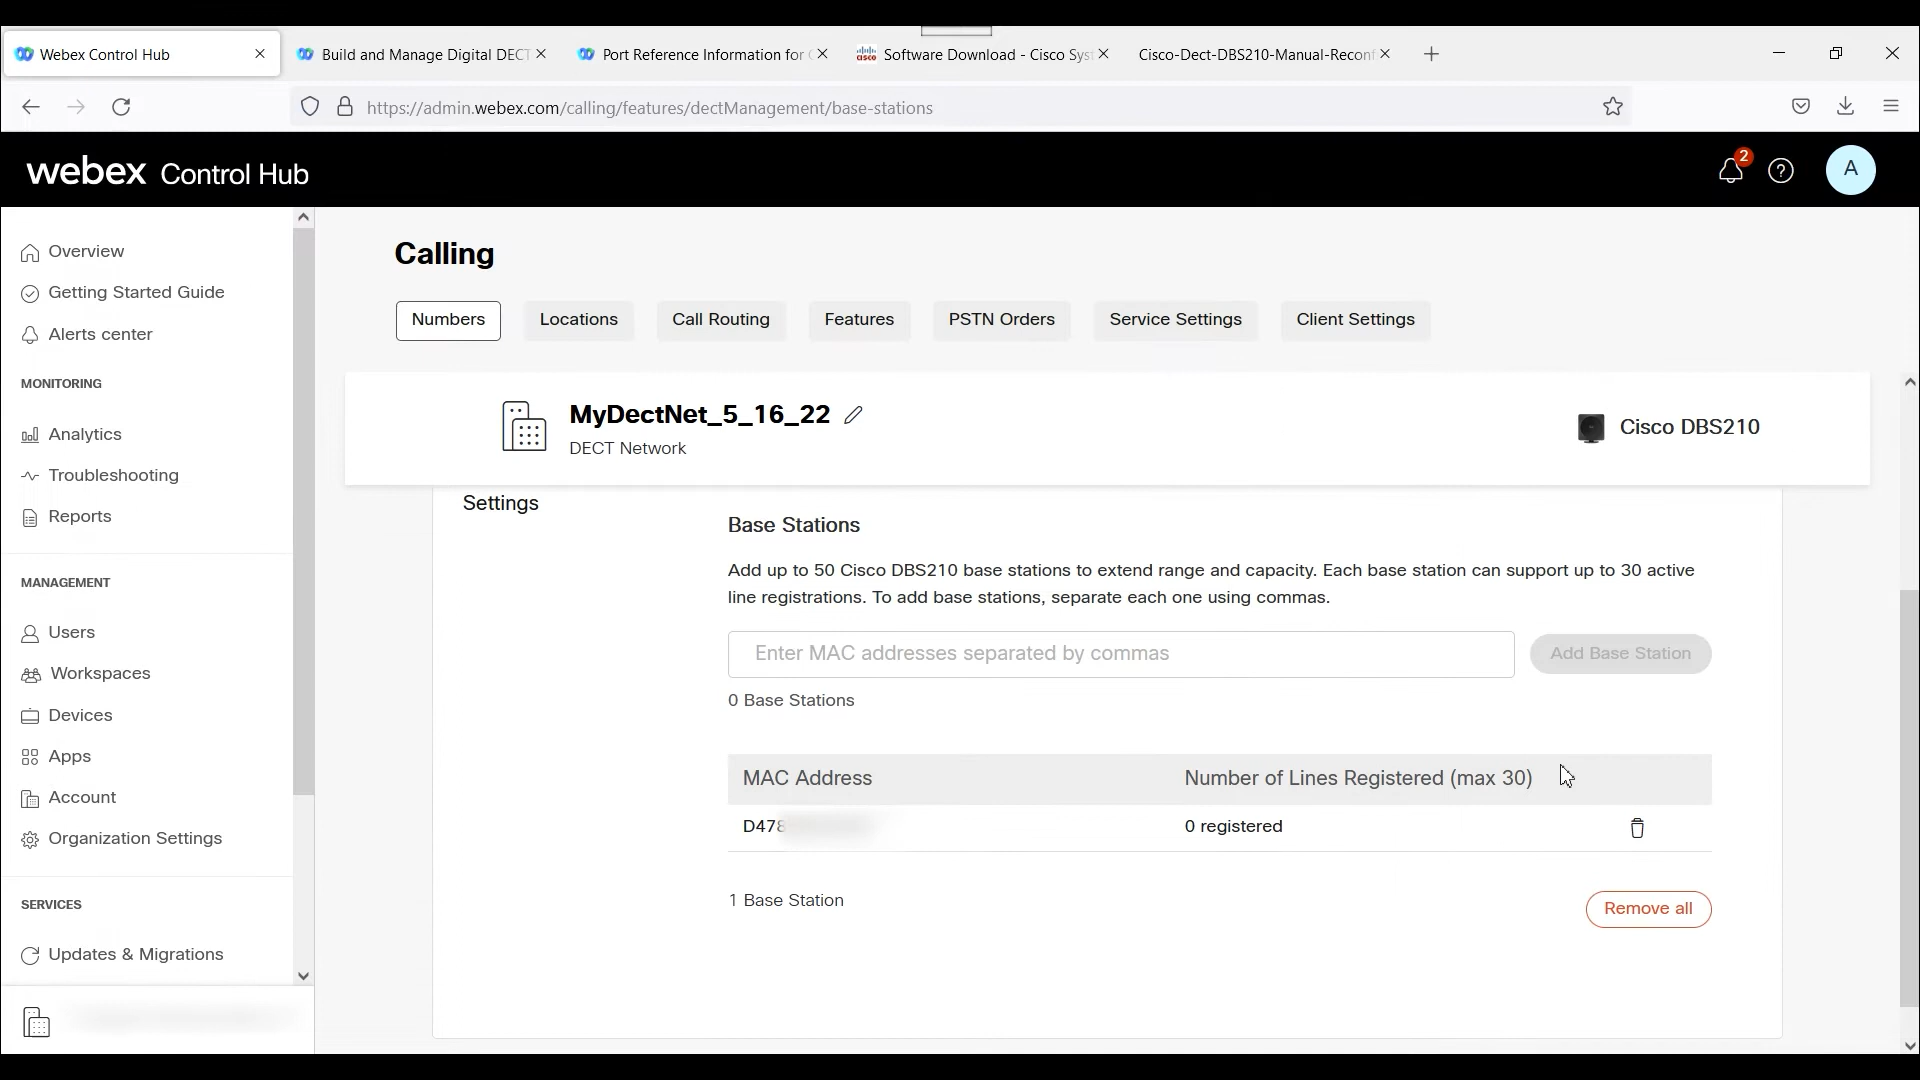 Webex Control Hub
Build and Manage Digital DECT
Port Reference Information for
Software Download - Cisco Syst
Cisco-Dect-DBS210-Manual-Reconf
https://admin.webex.com/calling/features/dectManagement/base-stations
webex Control Hub
2
?
A
Overview
Getting Started Guide
Alerts center
MONITORING
Analytics
Troubleshooting
Reports
MANAGEMENT
Users
Workspaces
Devices
Apps
Account
Organization Settings
SERVICES
Updates & Migrations
Calling
Numbers
Locations
Call Routing
Features
PSTN Orders
Service Settings
Client Settings
MyDectNet_5_16_22
DECT Network
Cisco DBS210
Settings
Base Stations
Add up to 50 Cisco DBS210 base stations to extend range and capacity. Each base station can support up to 30 active
line registrations. To add base stations, separate each one using commas.
Enter MAC addresses separated by commas
Add Base Station
0 Base Stations
MAC Address
Number of Lines Registered (max 30)
D478
0 registered
1 Base Station
Remove all